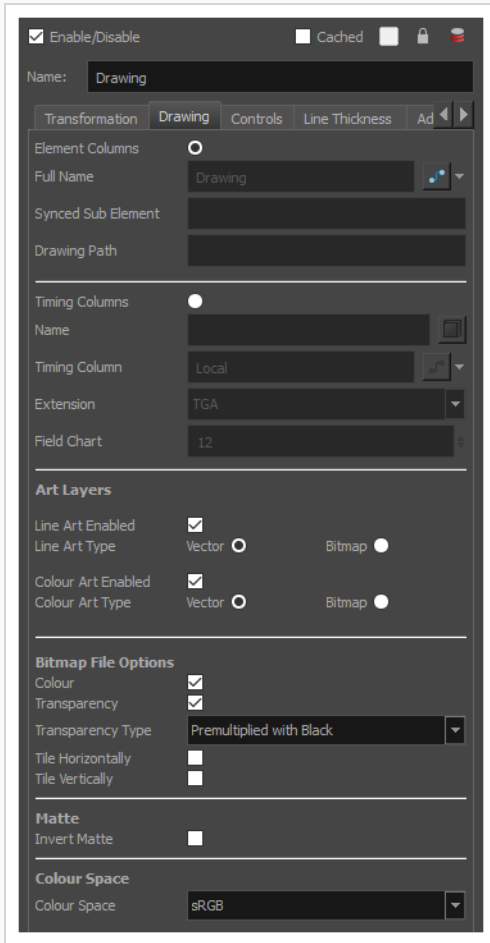 Enable/Disable Cached
Name: Drawing
Transformation Drawing Controls Line Thickness Ad
Element Columns
Full Name Drawing
Synced Sub Element
Drawing Path
Timing Columns
Name
Timing Column Local
Extension TGA
Field Chart 12
Art Layers
Line Art Enabled
Line Art Type Vector Bitmap
Colour Art Enabled
Colour Art Type Vector Bitmap
Bitmap File Options
Colour
Transparency
Transparency Type Premultiplied with Black
Tile Horizontally
Tile Vertically
Matte
Invert Matte
Colour Space
Colour Space sRGB